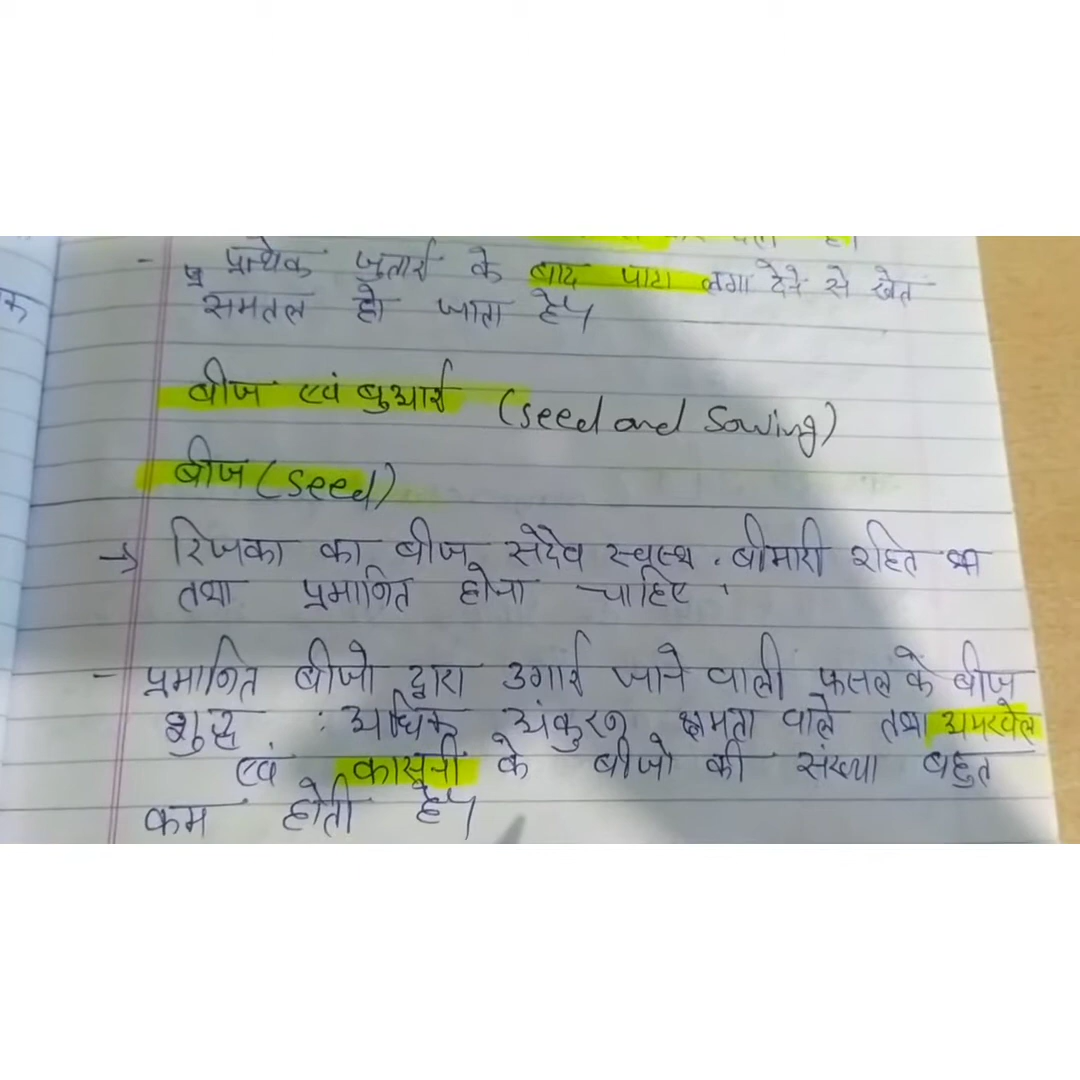 - प्रत्येक जुताई के बाद पाटा लगा देने से खेत
समतल हो जाता है।
बीज एवं बुआई (seed and Sowing)
बीज (seed)
→ रिजका का बीज सदैव स्वस्थ . बीमारी रहित
तथा प्रमाणित होना चाहिए .
- प्रमानित बीजो द्वारा उगाई जाने वाली फसल के बीज
शुद्ध : अधिक अंकुरण क्षमता वाले तथा अमरबेल
एवं कासनी के बीजो की संख्या बहुत
कम होती है।